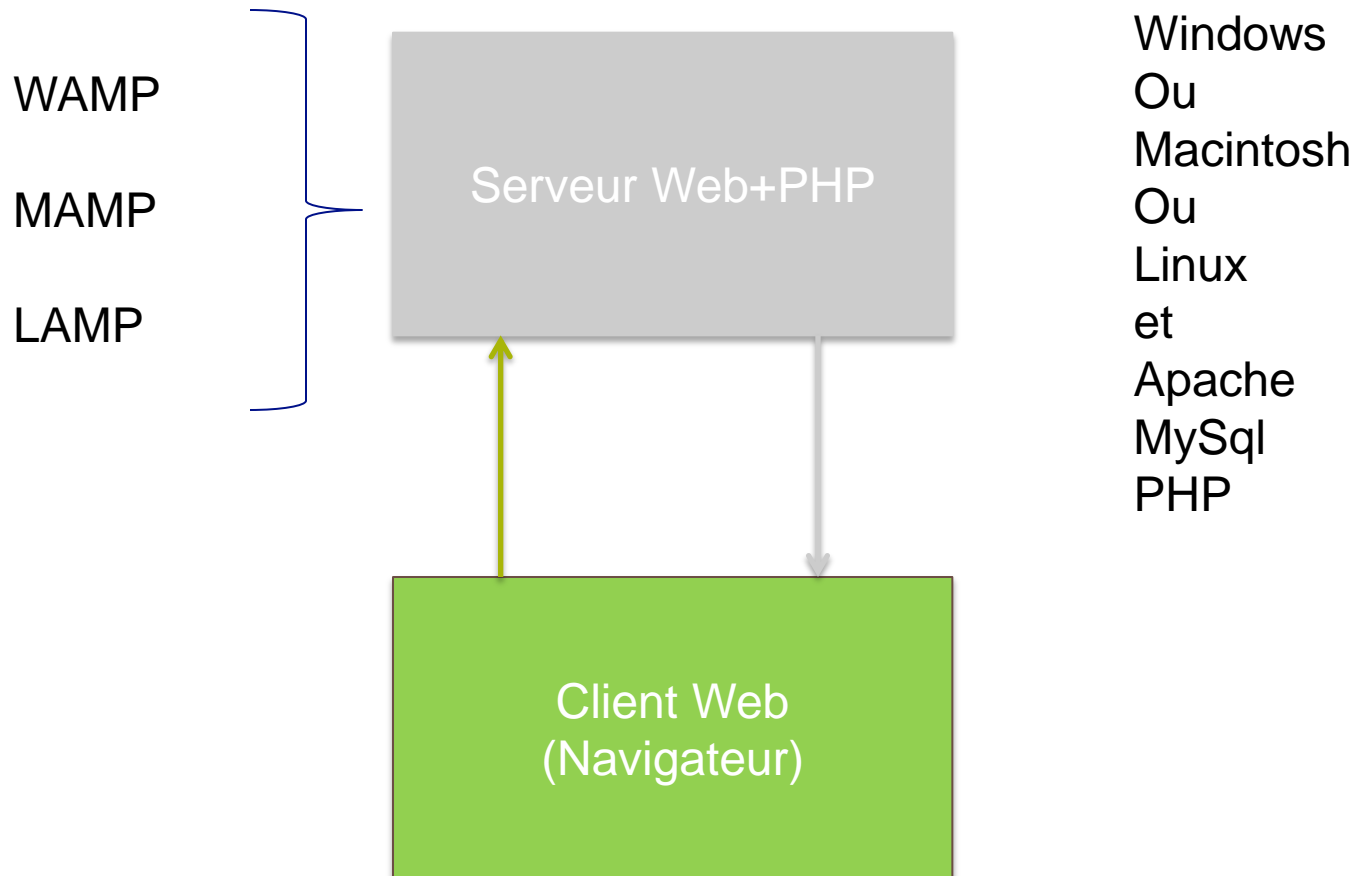 WAMP
MAMP
LAMP
Serveur Web+PHP
Client Web
(Navigateur)
Windows
Ou
Macintosh
Ou
Linux
et
Apache
MySql
PHP